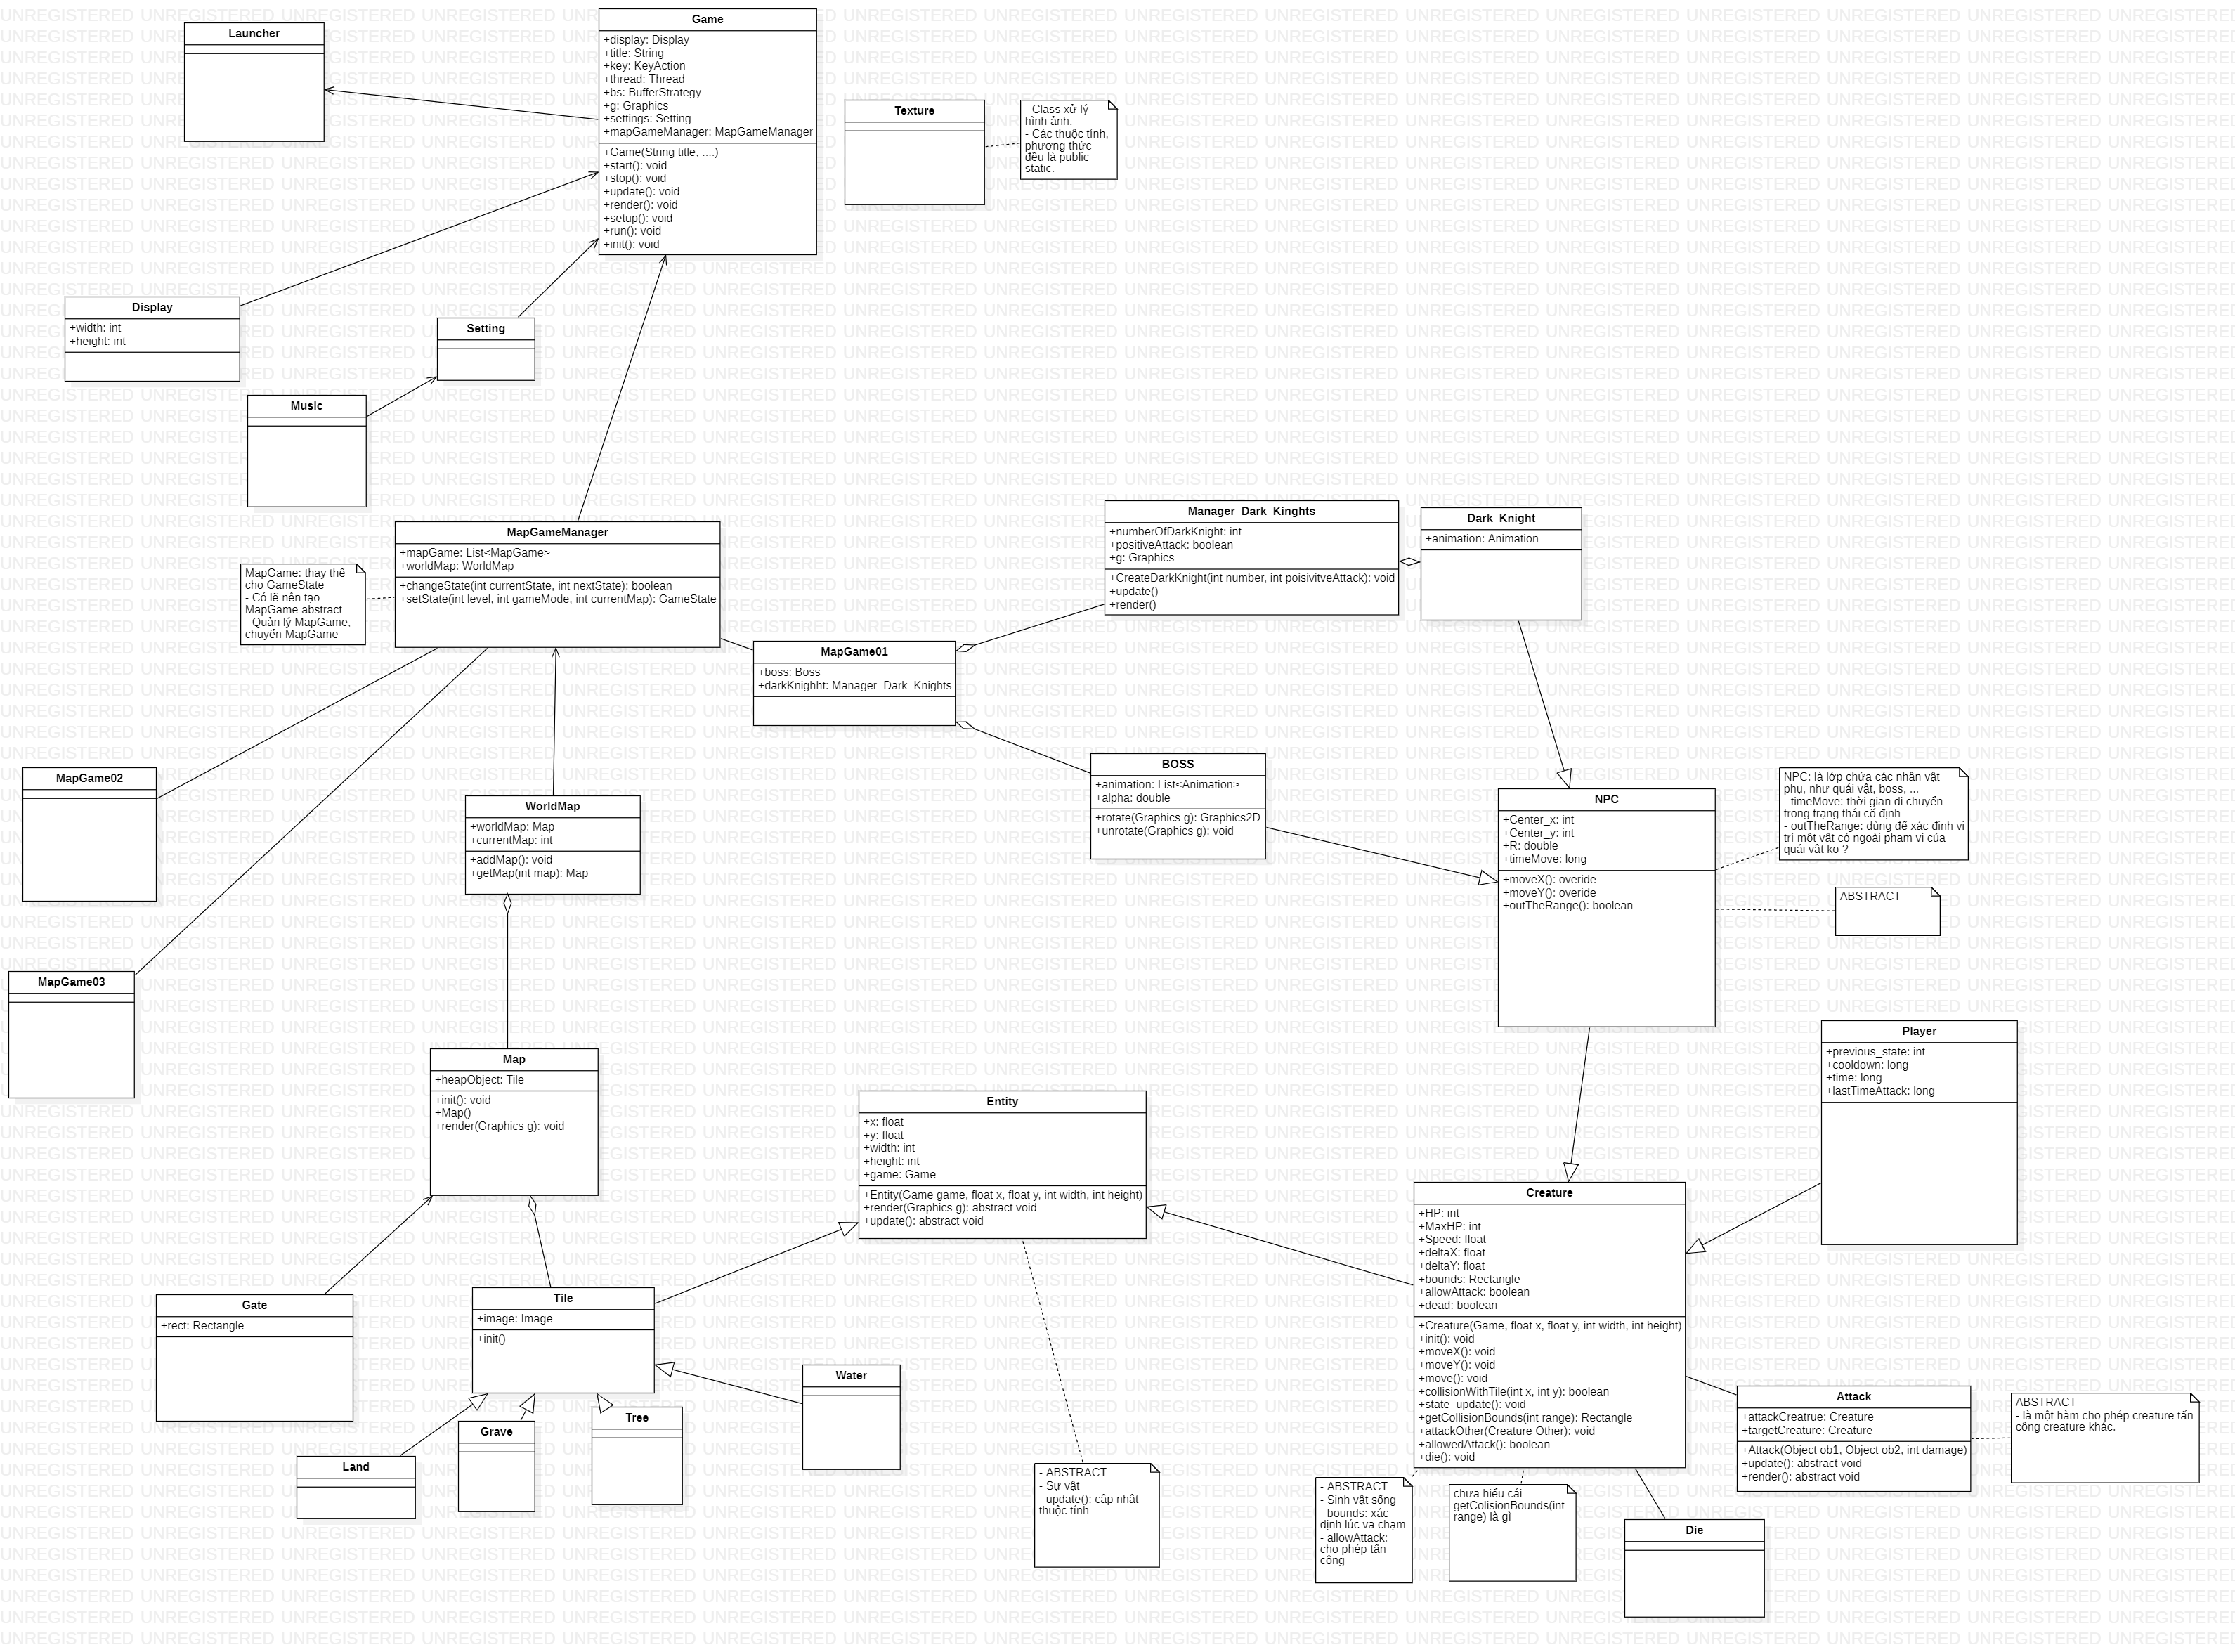 Launcher
Game
+display: Display
+title: String
+key: KeyAction
+thread: Thread
+bs: BufferStrategy
+g: Graphics
+settings: Setting
+mapGameManager: MapGameManager
+Game(String title, ....)
+start(): void
+stop(): void
+update(): void
+render(): void
+setup(): void
+run(): void
+init(): void
Texture
- Class xử lý
hình ảnh.
- Các thuộc tính,
phương thức
đều là public
static.
Display
+width: int
+height: int
Setting
Music
MapGameManager
+mapGame: List<MapGame>
+worldMap: WorldMap
+changeState(int currentState, int nextState): boolean
+setState(int level, int gameMode, int currentMap): GameState
MapGame: thay thế
cho GameState
- Có lẽ nên tạo
MapGame abstract
- Quản lý MapGame,
chuyển MapGame
Manager_Dark_Kinghts
+numberOfDarkKnight: int
+positiveAttack: boolean
+g: Graphics
+CreateDarkKnight(int number, int poisivitveAttack): void
+update()
+render()
Dark_Knight
+animation: Animation
MapGame01
+boss: Boss
+darkKnighht: Manager_Dark_Knights
BOSS
+animation: List<Animation>
+alpha: double
+rotate(Graphics g): Graphics2D
+unrotate(Graphics g): void
MapGame02
WorldMap
+worldMap: Map
+currentMap: int
+addMap(): void
+getMap(int map): Map
NPC
+Center_x: int
+Center_y: int
+R: double
+timeMove: long
+moveX(): overide
+moveY(): overide
+outTheRange(): boolean
NPC: là lớp chứa các nhân vật
phụ, như quái vật, boss, ...
- timeMove: thời gian di chuyển
trong trạng thái cố định
- outTheRange: dùng để xác định vị
trí một vật có ngoài phạm vi của
quái vật ko ?
ABSTRACT
MapGame03
Map
+heapObject: Tile
+init(): void
+Map()
+render(Graphics g): void
Player
+previous_state: int
+cooldown: long
+time: long
+lastTimeAttack: long
Entity
+x: float
+y: float
+width: int
+height: int
+game: Game
+Entity(Game game, float x, float y, int width, int height)
+render(Graphics g): abstract void
+update(): abstract void
Creature
+HP: int
+MaxHP: int
+Speed: float
+deltaX: float
+deltaY: float
+bounds: Rectangle
+allowAttack: boolean
+dead: boolean
+Creature(Game, float x, float y, int width, int height)
+init(): void
+moveX(): void
+moveY(): void
+move(): void
+collisionWithTile(int x, int y): boolean
+state_update(): void
+getCollisionBounds(int range): Rectangle
+attackOther(Creature Other): void
+allowedAttack(): boolean
+die(): void
Gate
+rect: Rectangle
Tile
+image: Image
+init()
Water
Land
Grave
Tree
Attack
+attackCreatrue: Creature
+targetCreature: Creature
+Attack(Object ob1, Object ob2, int damage)
+update(): abstract void
+render(): abstract void
ABSTRACT
- là một hàm cho phép creature tấn
công creature khác.
- ABSTRACT
- Sự vật
- update(): cập nhật
thuộc tính
- ABSTRACT
- Sinh vật sống
- bounds: xác
định lúc va chạm
- allowAttack:
cho phép tấn
công
chưa hiểu cái
getColisionBounds(int
range) là gì
Die